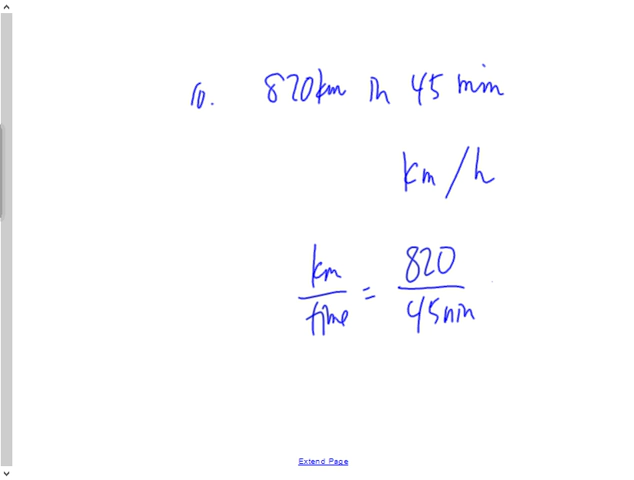 10. 820km in 45 min
km/h
km/time = 820/45min
Extend Page